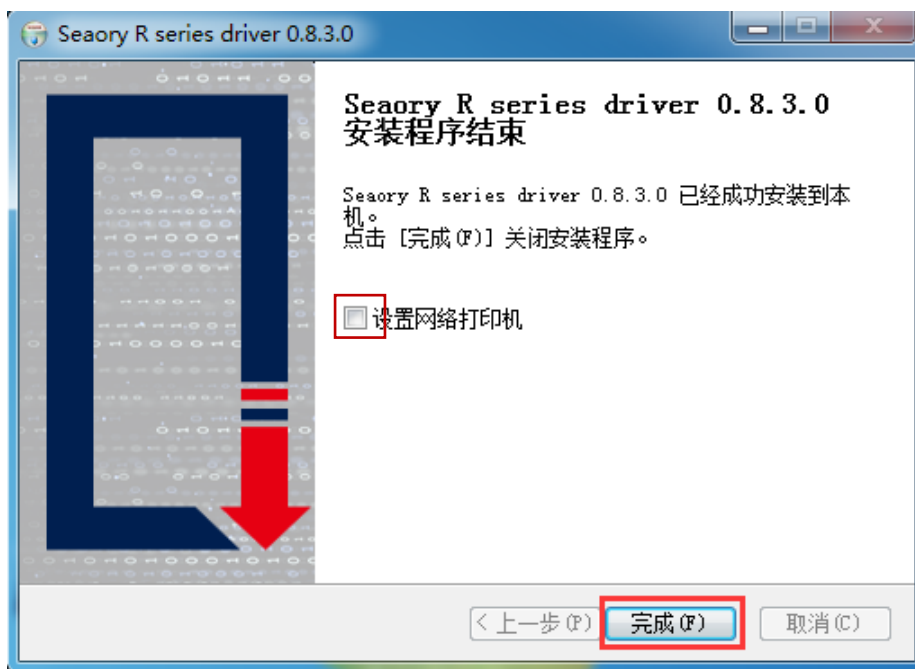 Seaory R series driver 0.8.3.0
Seaory R series driver 0.8.3.0
安装程序结束
Seaory R series driver 0.8.3.0 已经成功安装到本
机。
点击 [完成(F)] 关闭安装程序。
设置网络打印机
< 上一步(P) 完成(F) 取消(C)